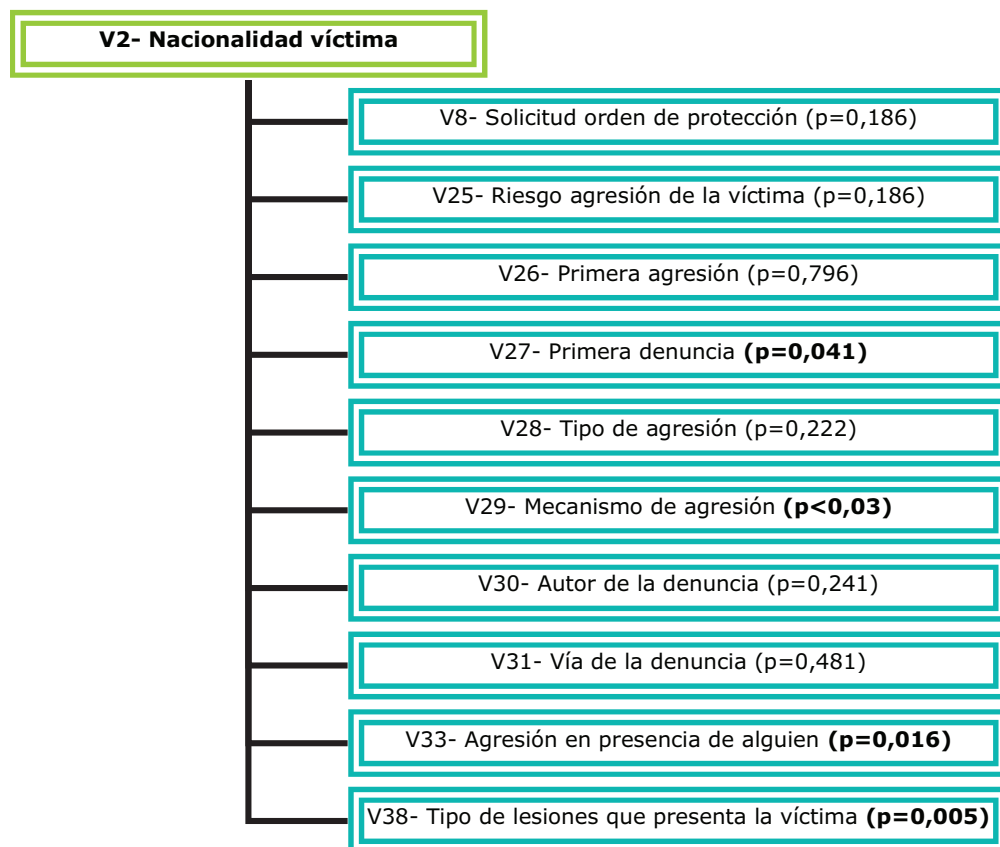 V2- Nacionalidad víctima
V8- Solicitud orden de protección (p=0,186)
V25- Riesgo agresión de la víctima (p=0,186)
V26- Primera agresión (p=0,796)
V27- Primera denuncia (p=0,041)
V28- Tipo de agresión (p=0,222)
V29- Mecanismo de agresión (p<0,03)
V30- Autor de la denuncia (p=0,241)
V31- Vía de la denuncia (p=0,481)
V33- Agresión en presencia de alguien (p=0,016)
V38- Tipo de lesiones que presenta la víctima (p=0,005)